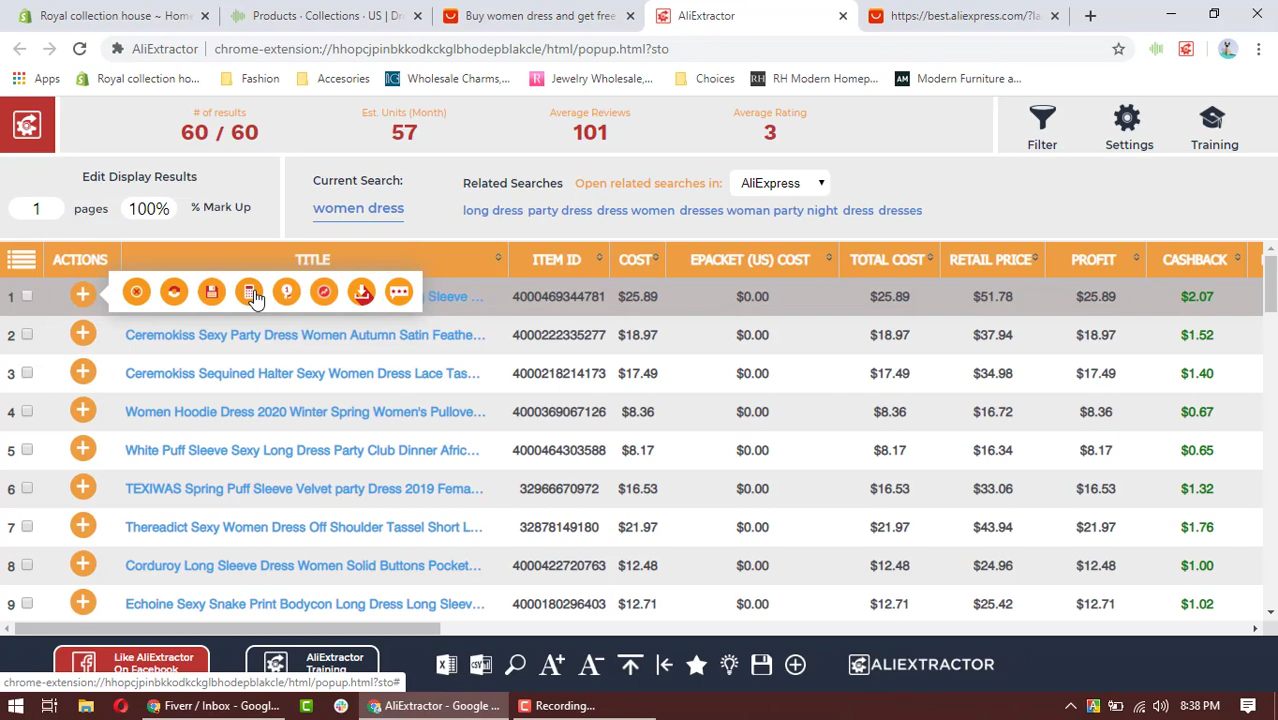 Royal collection house ~ Home
Products · Collections · US | D
Buy women dress and get free
AliExtractor
https://best.aliexpress.com/?la
AliExtractor | chrome-extension://hhopcjpinbkkodkckglbhodepblakcle/html/popup.html?sto
Apps
Royal collection ho...
Fashion
Accesories
Wholesale Charms,...
Jewelry Wholesale,...
Choices
RH
RH Modern Homep...
AM
Modern Furniture a
# of results
60 / 60
Est. Units (Month)
57
Average Reviews
101
Average Rating
3
Filter
Settings
Training
Edit Display Results
1 pages 100% % Mark Up
Current Search:
women dress
Related Searches Open related searches in: AliExpress
long dress party dress dress women dresses woman party night dress dresses
ACTIONS TITLE ITEM ID COST EPACKET (US) COST TOTAL COST RETAIL PRICE PROFIT CASHBACK
1 Sleeve ... 4000469344781 $25.89 $0.00 $25.89 $51.78 $25.89 $2.07
2 Ceremokiss Sexy Party Dress Women Autumn Satin Feathe... 4000222335277 $18.97 $0.00 $18.97 $37.94 $18.97 $1.52
3 Ceremokiss Sequined Halter Sexy Women Dress Lace Tas... 4000218214173 $17.49 $0.00 $17.49 $34.98 $17.49 $1.40
4 Women Hoodie Dress 2020 Winter Spring Women's Pullove... 4000369067126 $8.36 $0.00 $8.36 $16.72 $8.36 $0.67
5 White Puff Sleeve Sexy Long Dress Party Club Dinner Afric... 4000464303588 $8.17 $0.00 $8.17 $16.34 $8.17 $0.65
6 TEXIWAS Spring Puff Sleeve Velvet party Dress 2019 Fema... 32966670972 $16.53 $0.00 $16.53 $33.06 $16.53 $1.32
7 Thereadict Sexy Women Dress Off Shoulder Tassel Short L... 32878149180 $21.97 $0.00 $21.97 $43.94 $21.97 $1.76
8 Corduroy Long Sleeve Dress Women Solid Buttons Pocket... 4000422720763 $12.48 $0.00 $12.48 $24.96 $12.48 $1.00
9 Echoine Sexy Snake Print Bodycon Long Dress Long Sleev... 4000180296403 $12.71 $0.00 $12.71 $25.42 $12.71 $1.02
Like AliExtractor
On Facebook
AliExtractor
Training
A+ A-
ALIEXTRACTOR
chrome-extension://hhopcjpinbkkodkckglbhodepblakcle/html/popup.html?sto#
Fiverr / Inbox - Googl...
AliExtractor - Google ...
Recording...
8:38 PM